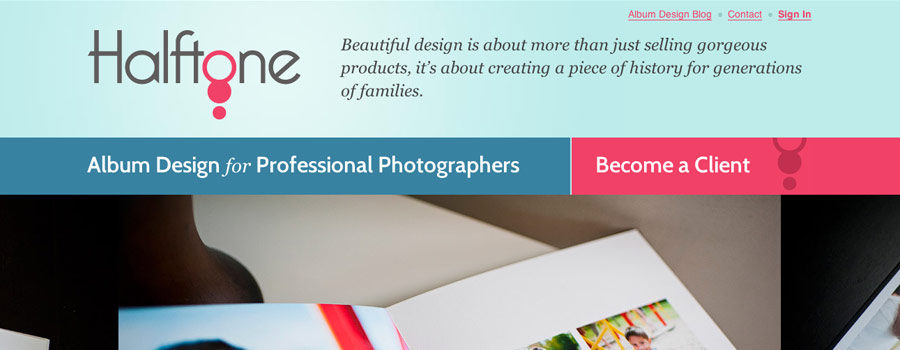 Album Design Blog Contact Sign In
Halftone
Beautiful design is about more than just selling gorgeous
products, it’s about creating a piece of history for generations
of families.
Album Design for Professional Photographers
Become a Client